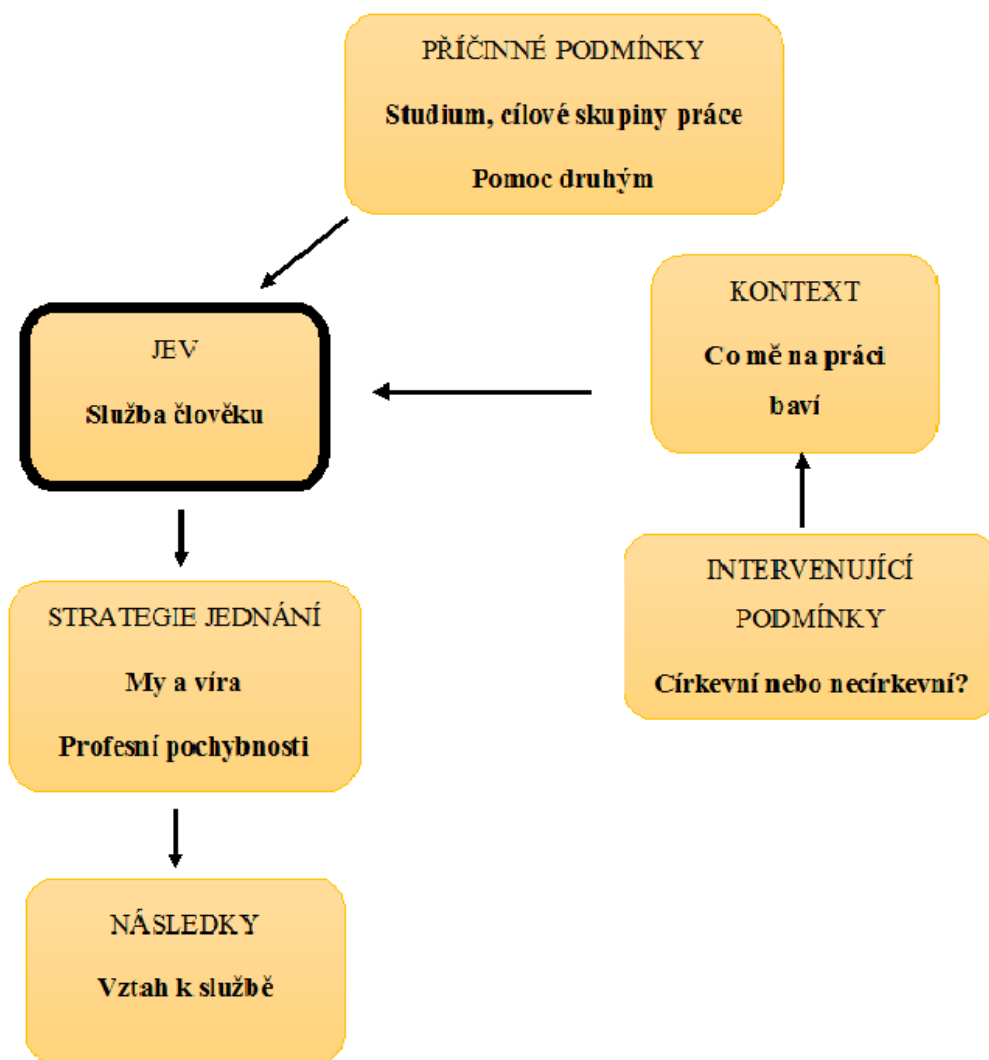 PŘÍČINNÉ PODMÍNKY
Studium, cílové skupiny práce
Pomoc druhým
KONTEXT
Co mě na práci
baví
JEV
Služba člověku
INTERVENUJÍCÍ
PODMÍNKY
Církevní nebo necírkevní?
STRATEGIE JEDNÁNÍ
My a víra
Profesní pochybnosti
NÁSLEDKY
Vztah k službě